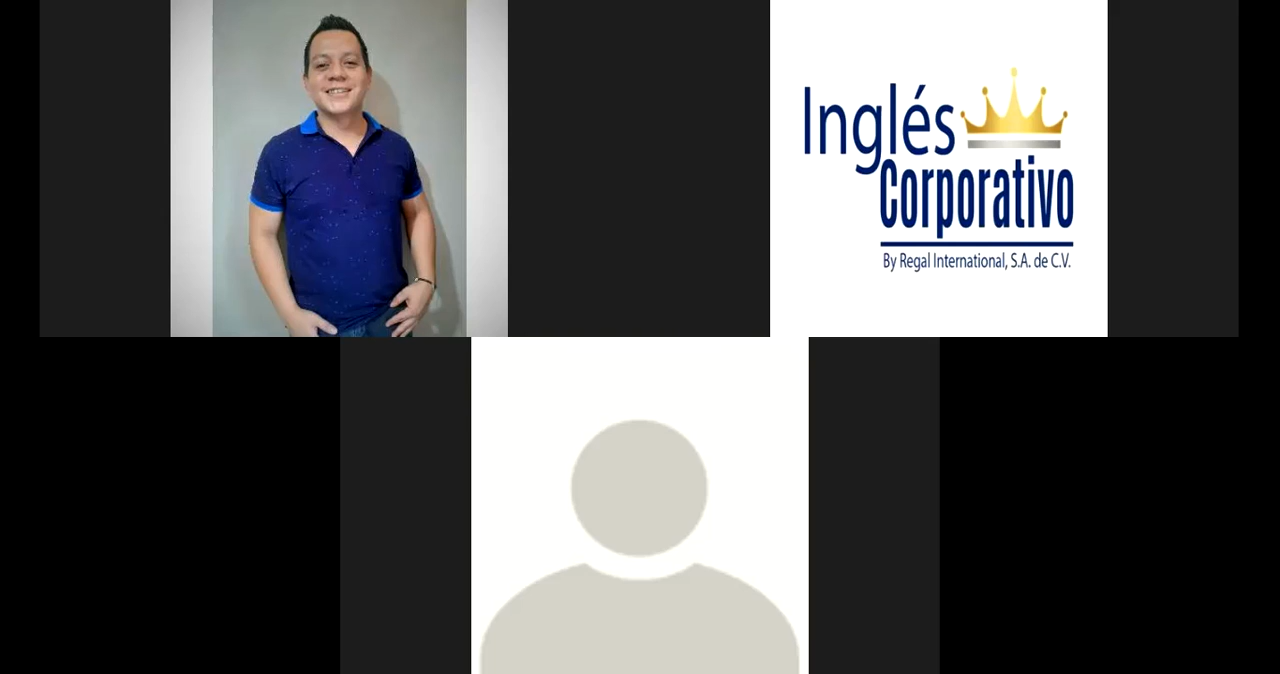 Inglés
Corporativo
By Regal International, S.A. de C.V.